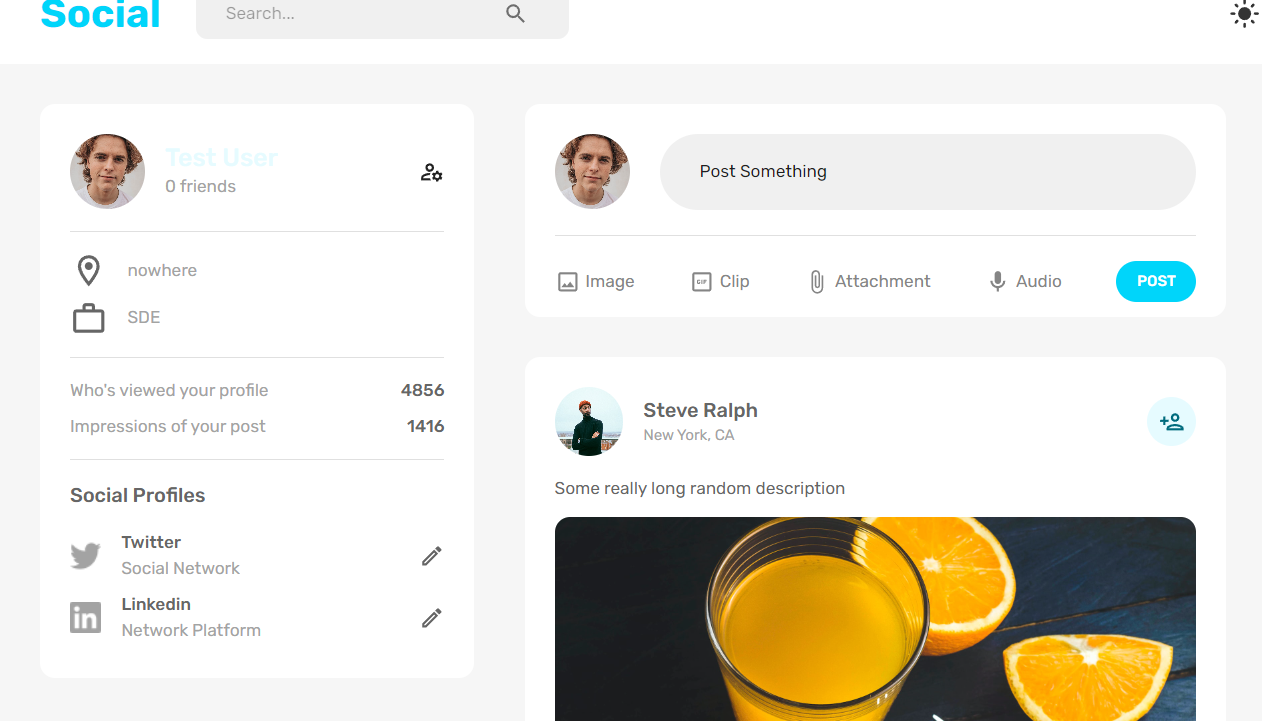 Social
Search...
Test User
0 friends
nowhere
SDE
Who's viewed your profile 4856
Impressions of your post 1416
Social Profiles
Twitter
Social Network
Linkedin
Network Platform
Post Something
Image GIF Clip Attachment Audio POST
Steve Ralph
New York, CA
Some really long random description